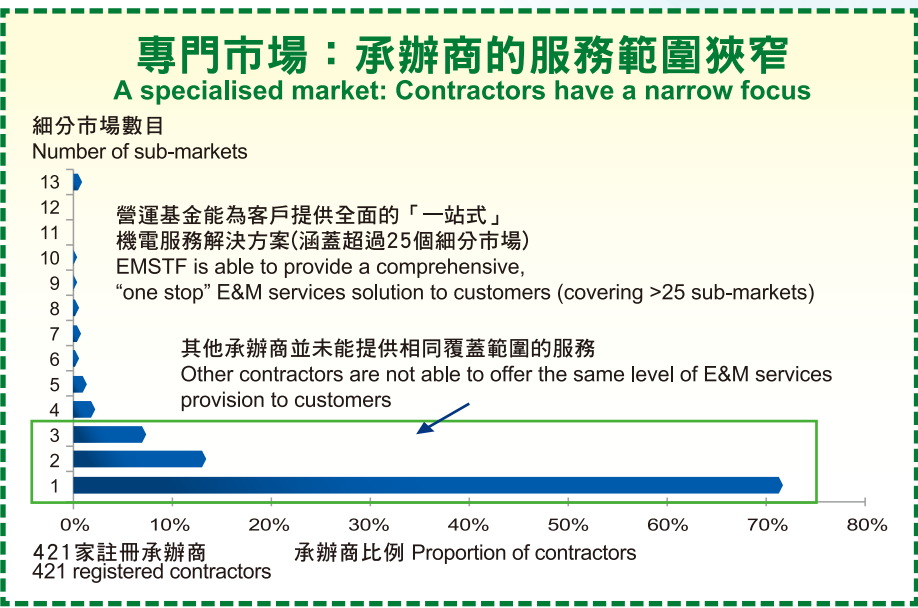 專門市場：承辦商的服務範圍狹窄
A specialised market: Contractors have a narrow focus
細分市場數目
Number of sub-markets
13
12
11
10
9
8
7
6
5
4
3
2
1
營運基金能為客戶提供全面的「一站式」
機電服務解決方案(涵蓋超過25個細分市場)
EMSTF is able to provide a comprehensive,
“one stop” E&M services solution to customers (covering >25 sub-markets)
其他承辦商並未能提供相同覆蓋範圍的服務
Other contractors are not able to offer the same level of E&M services
provision to customers
0% 10% 20% 30% 40% 50% 60% 70% 80%
421家註冊承辦商 承辦商比例 Proportion of contractors
421 registered contractors